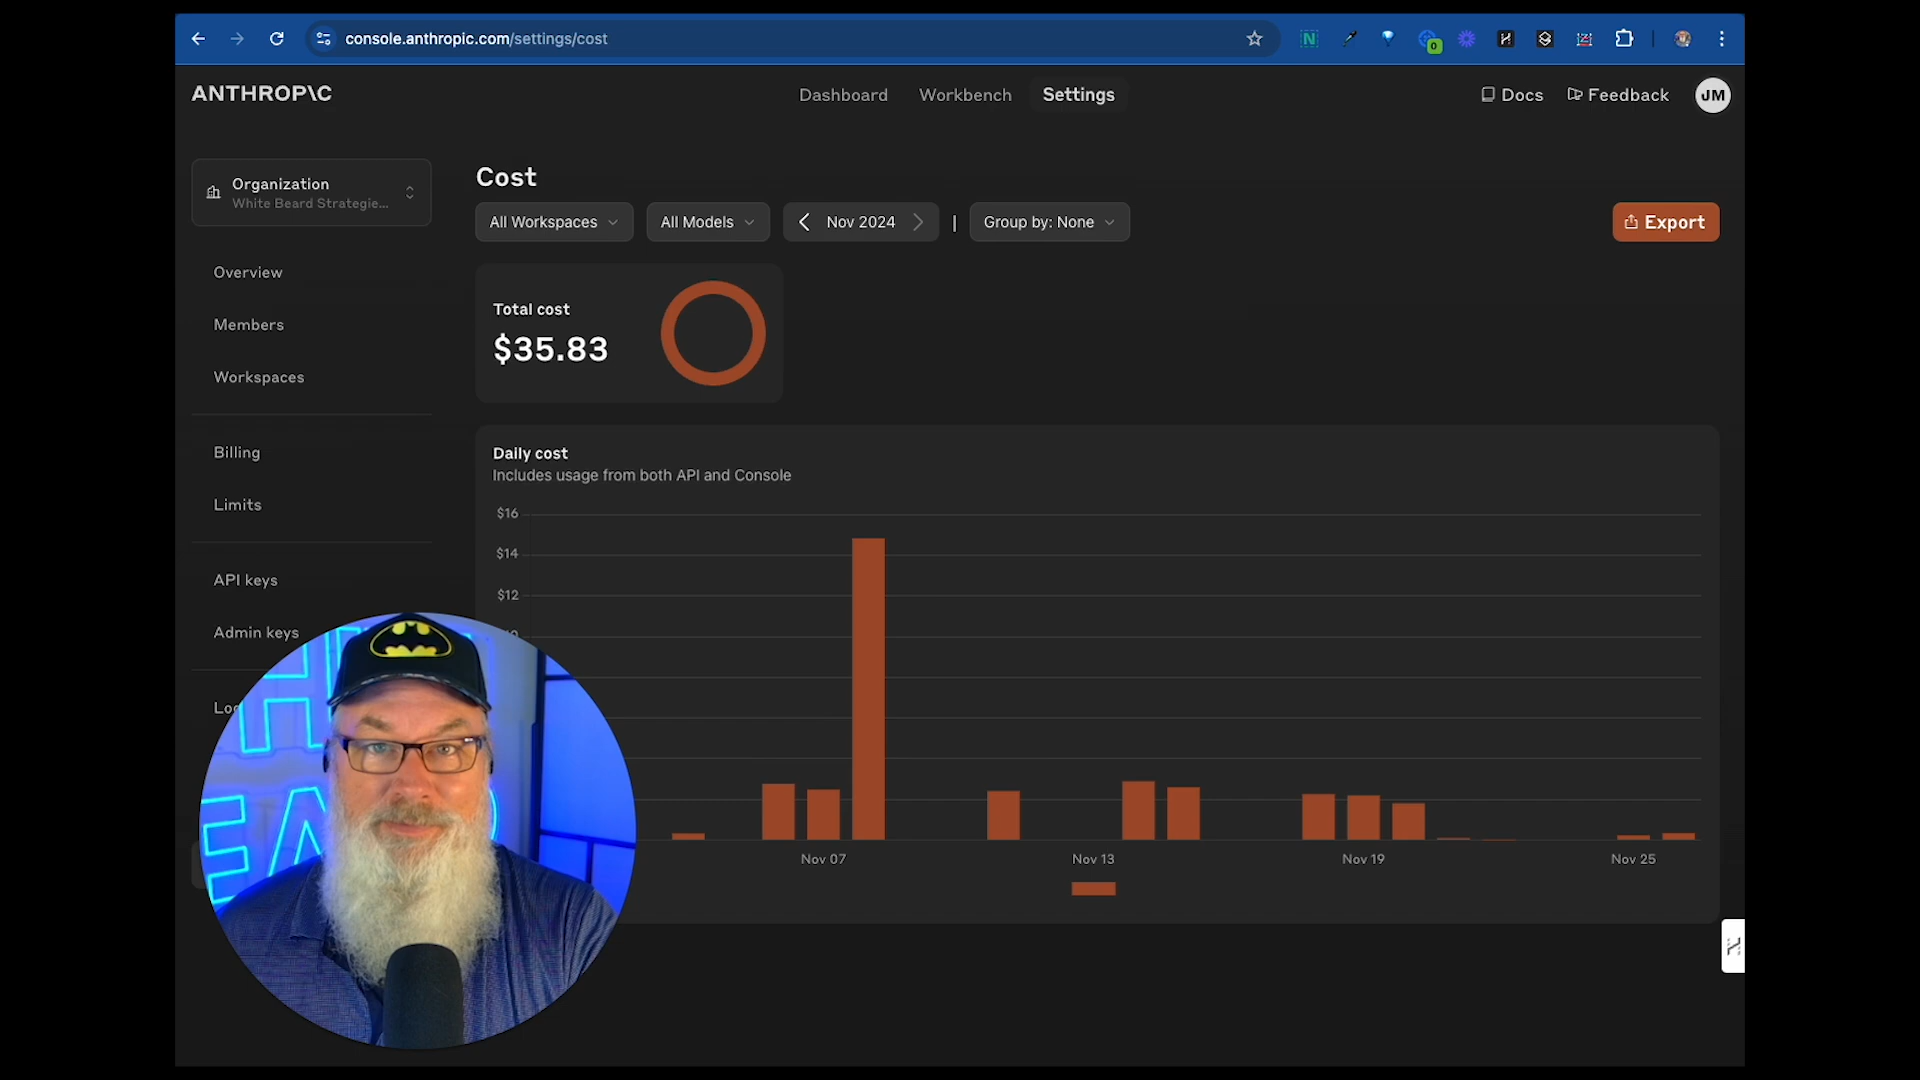 console.anthropic.com/settings/cost
N
0
ANTHROP\C
Dashboard
Workbench
Settings
Docs
Feedback
JM
Organization
White Beard Strategie...
Overview
Members
Workspaces
Billing
Limits
API keys
Admin keys
Cost
All Workspaces
All Models
Nov 2024
|
Group by: None
Export
Total cost
$35.83
Daily cost
Includes usage from both API and Console
$16
$14
$12
Nov 07
Nov 13
Nov 19
Nov 25